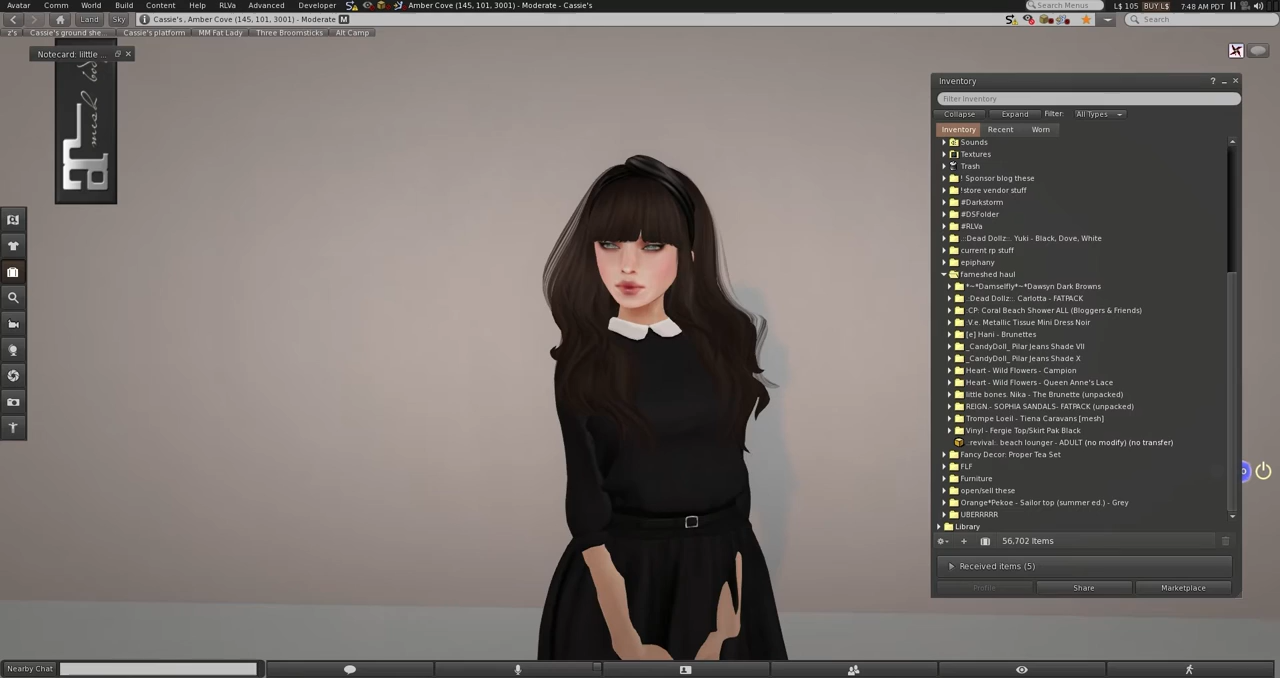 Avatar Comm World Build Content Help RLVa Advanced Developer Cassie's, Amber Cove (145, 101, 3001) - Moderate - Cassie's Search Menus L$ 105 BUY L$ 7:48 AM PDT
Land Sky Cassie's , Amber Cove (145, 101, 3001) - Moderate M Search
z's Cassie's ground she Cassie's platform MM Fat Lady Three Broomsticks Alt Camp
Notecard: lilttle ...
mesh
Inventory
Filter Inventory
Collapse Expand Filter: All Types
Inventory Recent Worn
Sounds
Textures
Trash
! Sponsor blog these
!store vendor stuff
#Darkstorm
#DSFolder
#RLVa
.:Dead Dollz:. Yuki - Black, Dove, White
current rp stuff
epiphany
fameshed haul
*~*Damselfly*~*Dawsyn Dark Browns
.:Dead Dollz:. Carlotta - FATPACK
:CP: Coral Beach Shower ALL (Bloggers & Friends)
:V.e. Metallic Tissue Mini Dress Noir
[e] Hani - Brunettes
_CandyDoll_ Pilar Jeans Shade VII
_CandyDoll_ Pilar Jeans Shade X
Heart - Wild Flowers - Campion
Heart - Wild Flowers - Queen Anne's Lace
little bones. Nika - The Brunette (unpacked)
REIGN.- SOPHIA SANDALS- FATPACK (unpacked)
Trompe Loeil - Tiena Caravans [mesh]
Vinyl - Fergie Top/Skirt Pak Black
.:revival:. beach lounger - ADULT (no modify) (no transfer)
Fancy Decor: Proper Tea Set
FLF
Furniture
open/sell these
Orange*Pekoe - Sailor top (summer ed.) - Grey
UBERRRRR
Library
56,702 Items
Received items (5)
Profile Share Marketplace
Nearby Chat